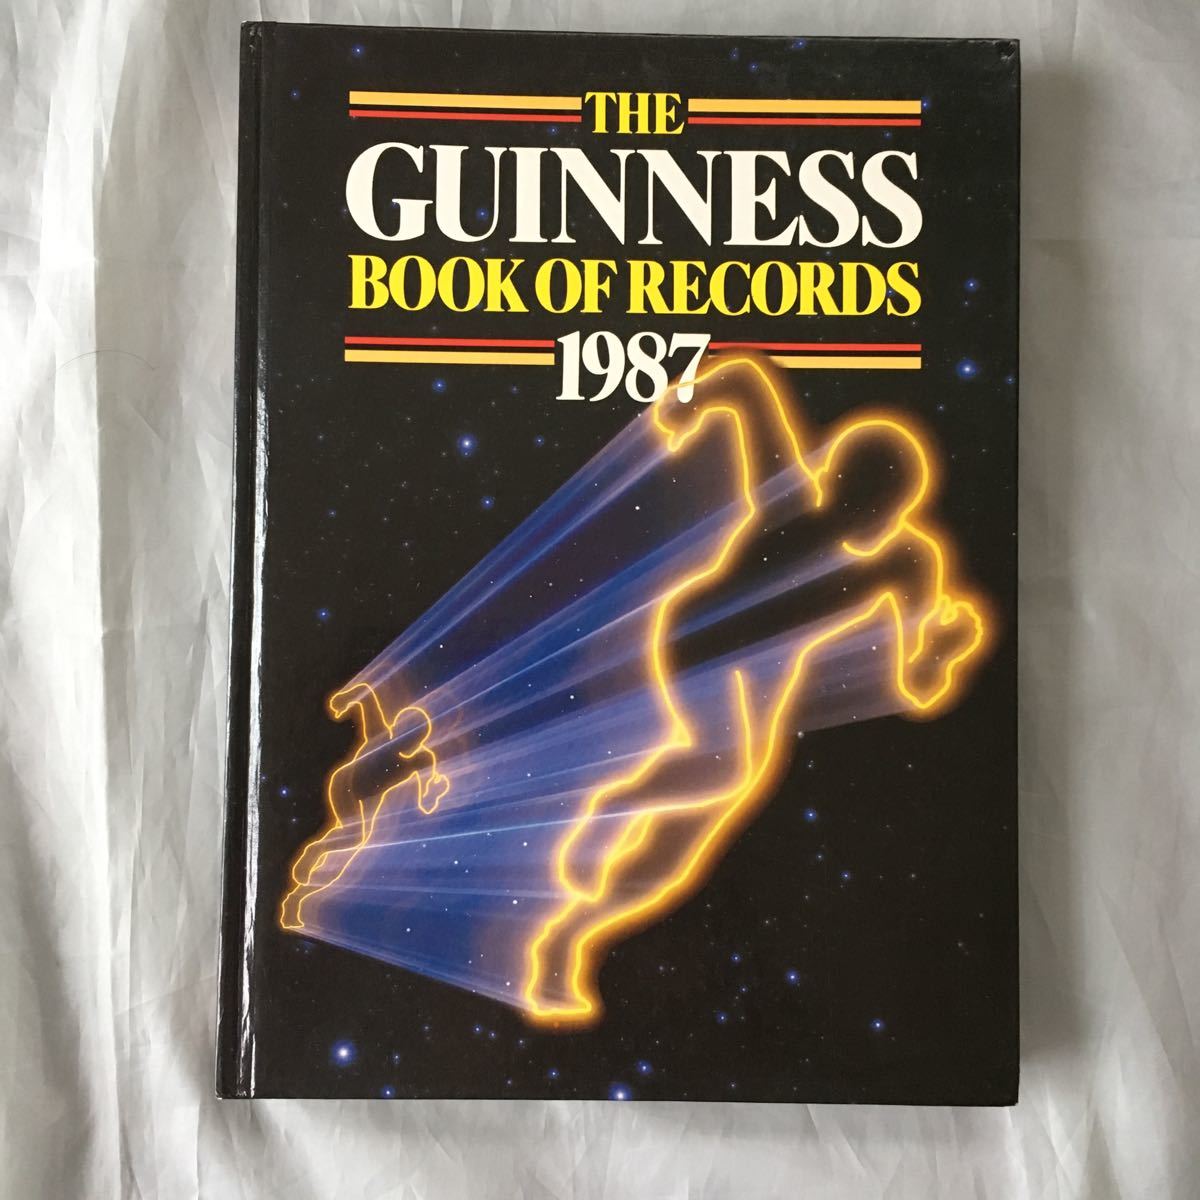 THE
GUINNESS
BOOK OF RECORDS
1987